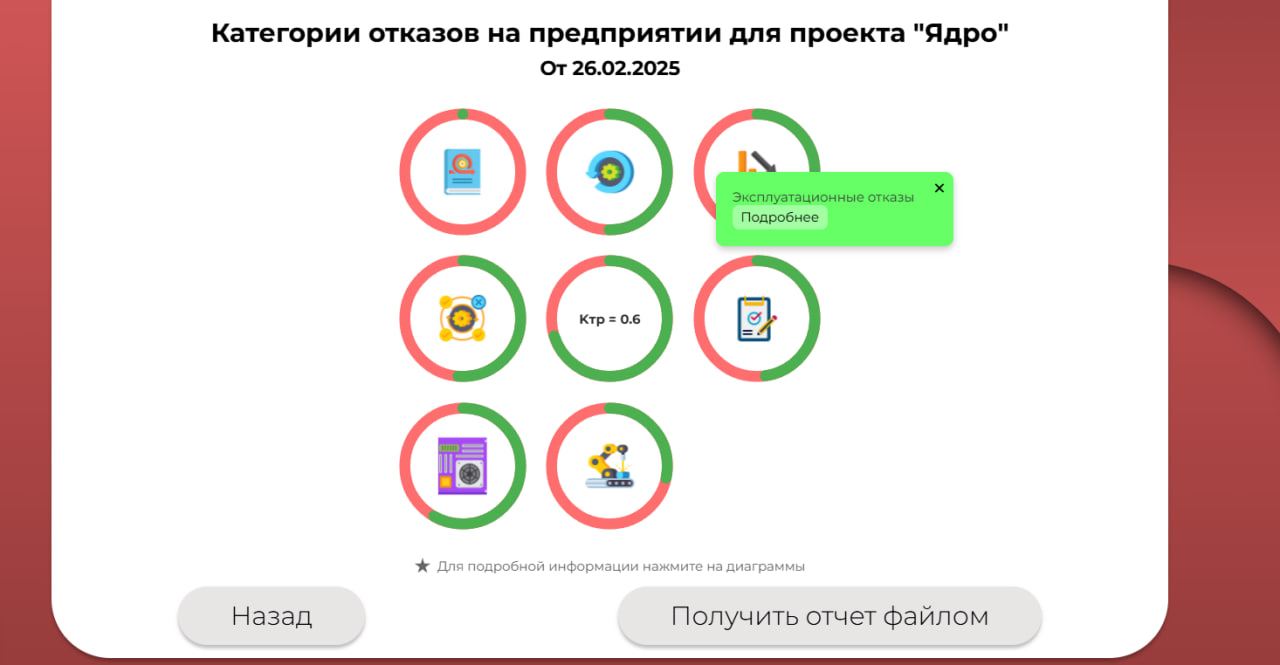 Категории отказов на предприятии для проекта "Ядро"
От 26.02.2025
Эксплуатационные отказы
Подробнее
Kтр = 0.6
★ Для подробной информации нажмите на диаграммы
Назад
Получить отчет файлом